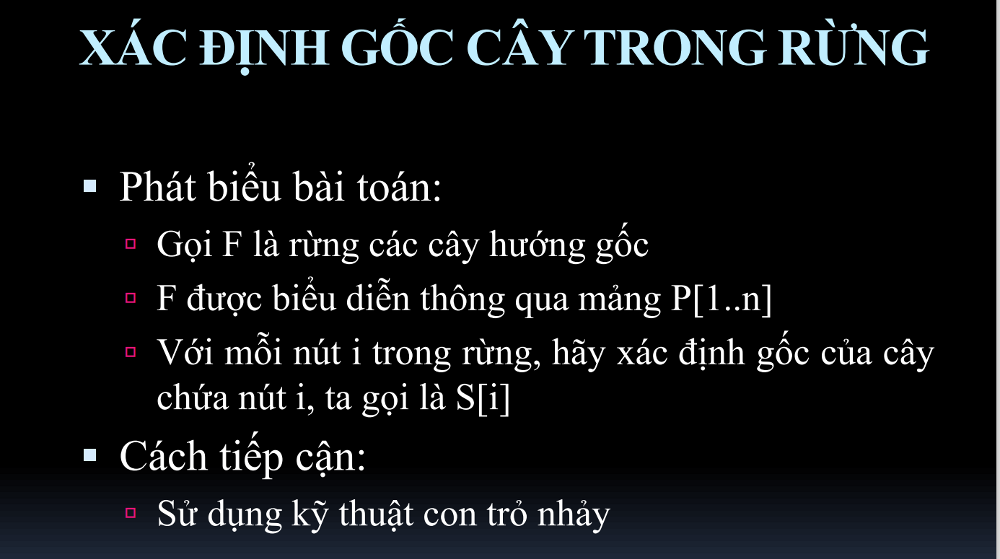 XÁC ĐỊNH GỐC CÂY TRONG RỪNG
Phát biểu bài toán:
Gọi F là rừng các cây hướng gốc
F được biểu diễn thông qua mảng P[1..n]
Với mỗi nút i trong rừng, hãy xác định gốc của cây
chứa nút i, ta gọi là S[i]
Cách tiếp cận:
Sử dụng kỹ thuật con trỏ nhảy